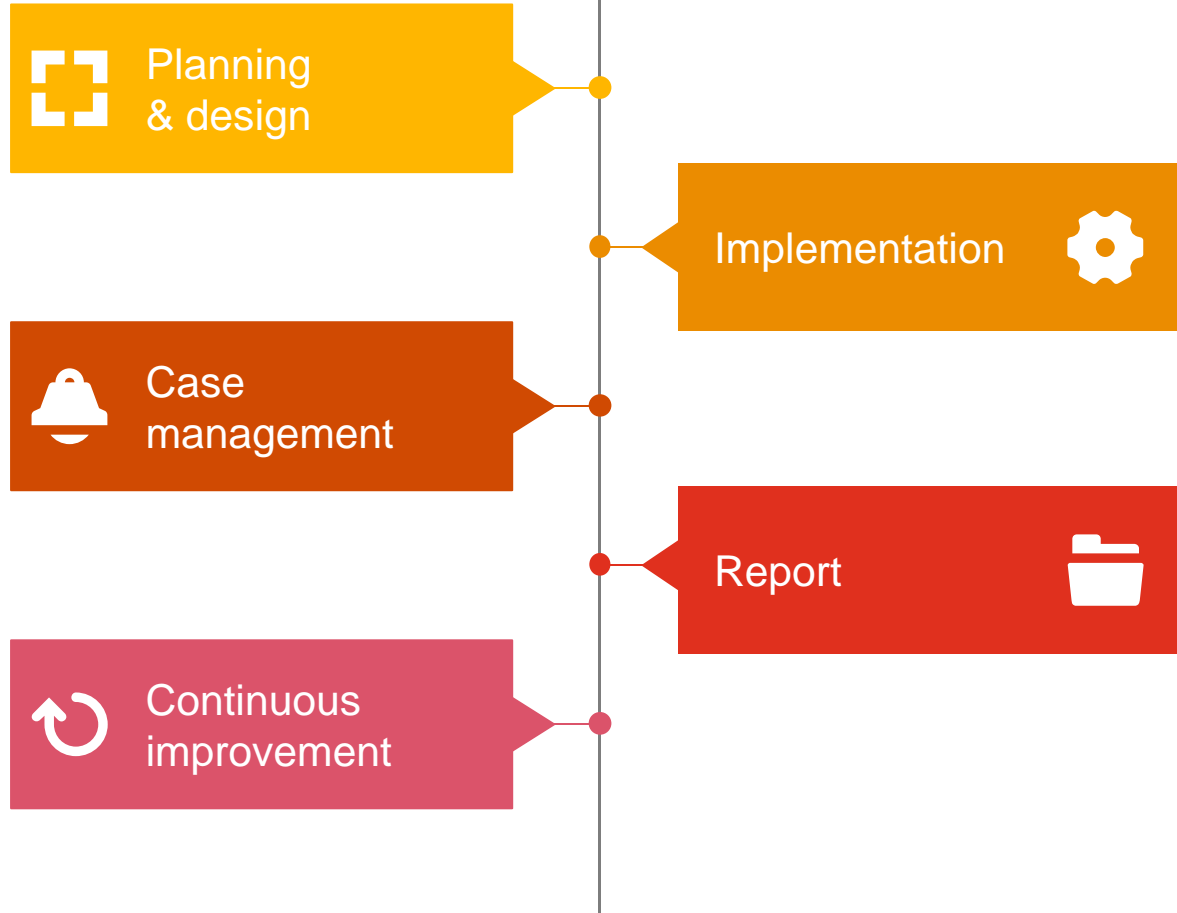 Planning
& design
Implementation
Case
management
Report
Continuous
improvement